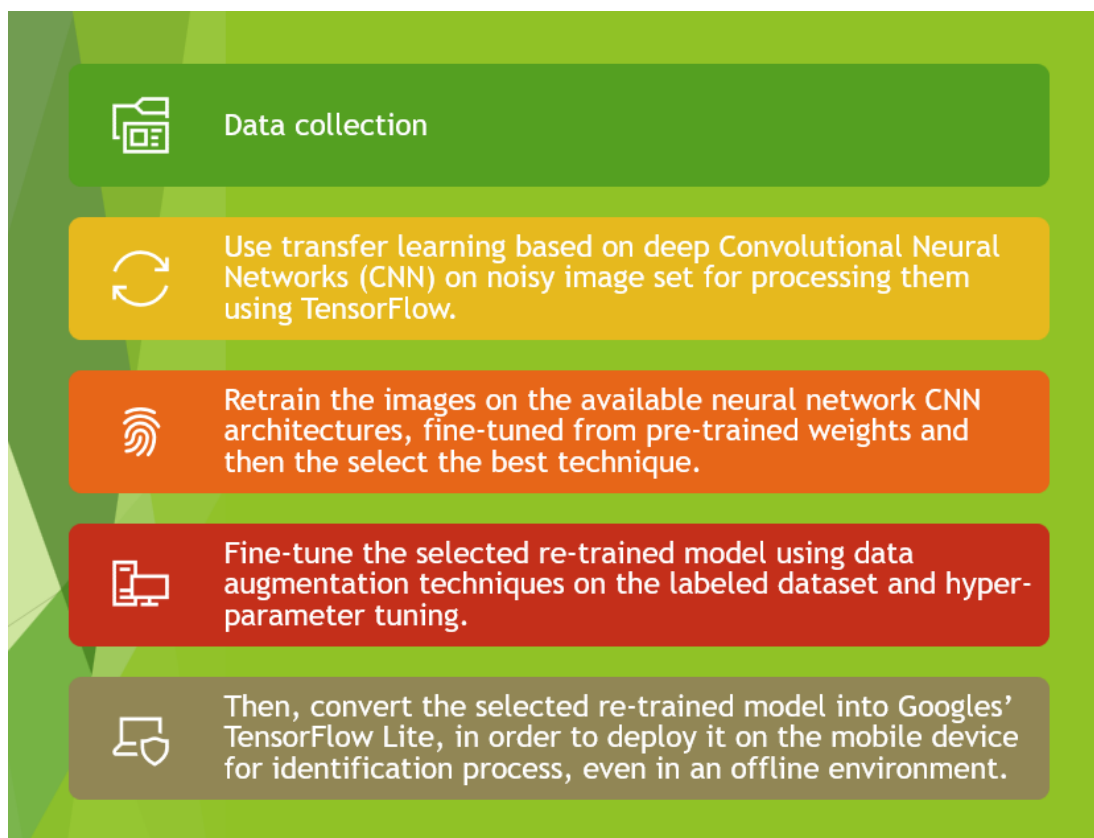 Data collection
Use transfer learning based on deep Convolutional Neural
Networks (CNN) on noisy image set for processing them
using TensorFlow.
Retrain the images on the available neural network CNN
architectures, fine-tuned from pre-trained weights and
then the select the best technique.
Fine-tune the selected re-trained model using data
augmentation techniques on the labeled dataset and hyper-
parameter tuning.
Then, convert the selected re-trained model into Googles’
TensorFlow Lite, in order to deploy it on the mobile device
for identification process, even in an offline environment.